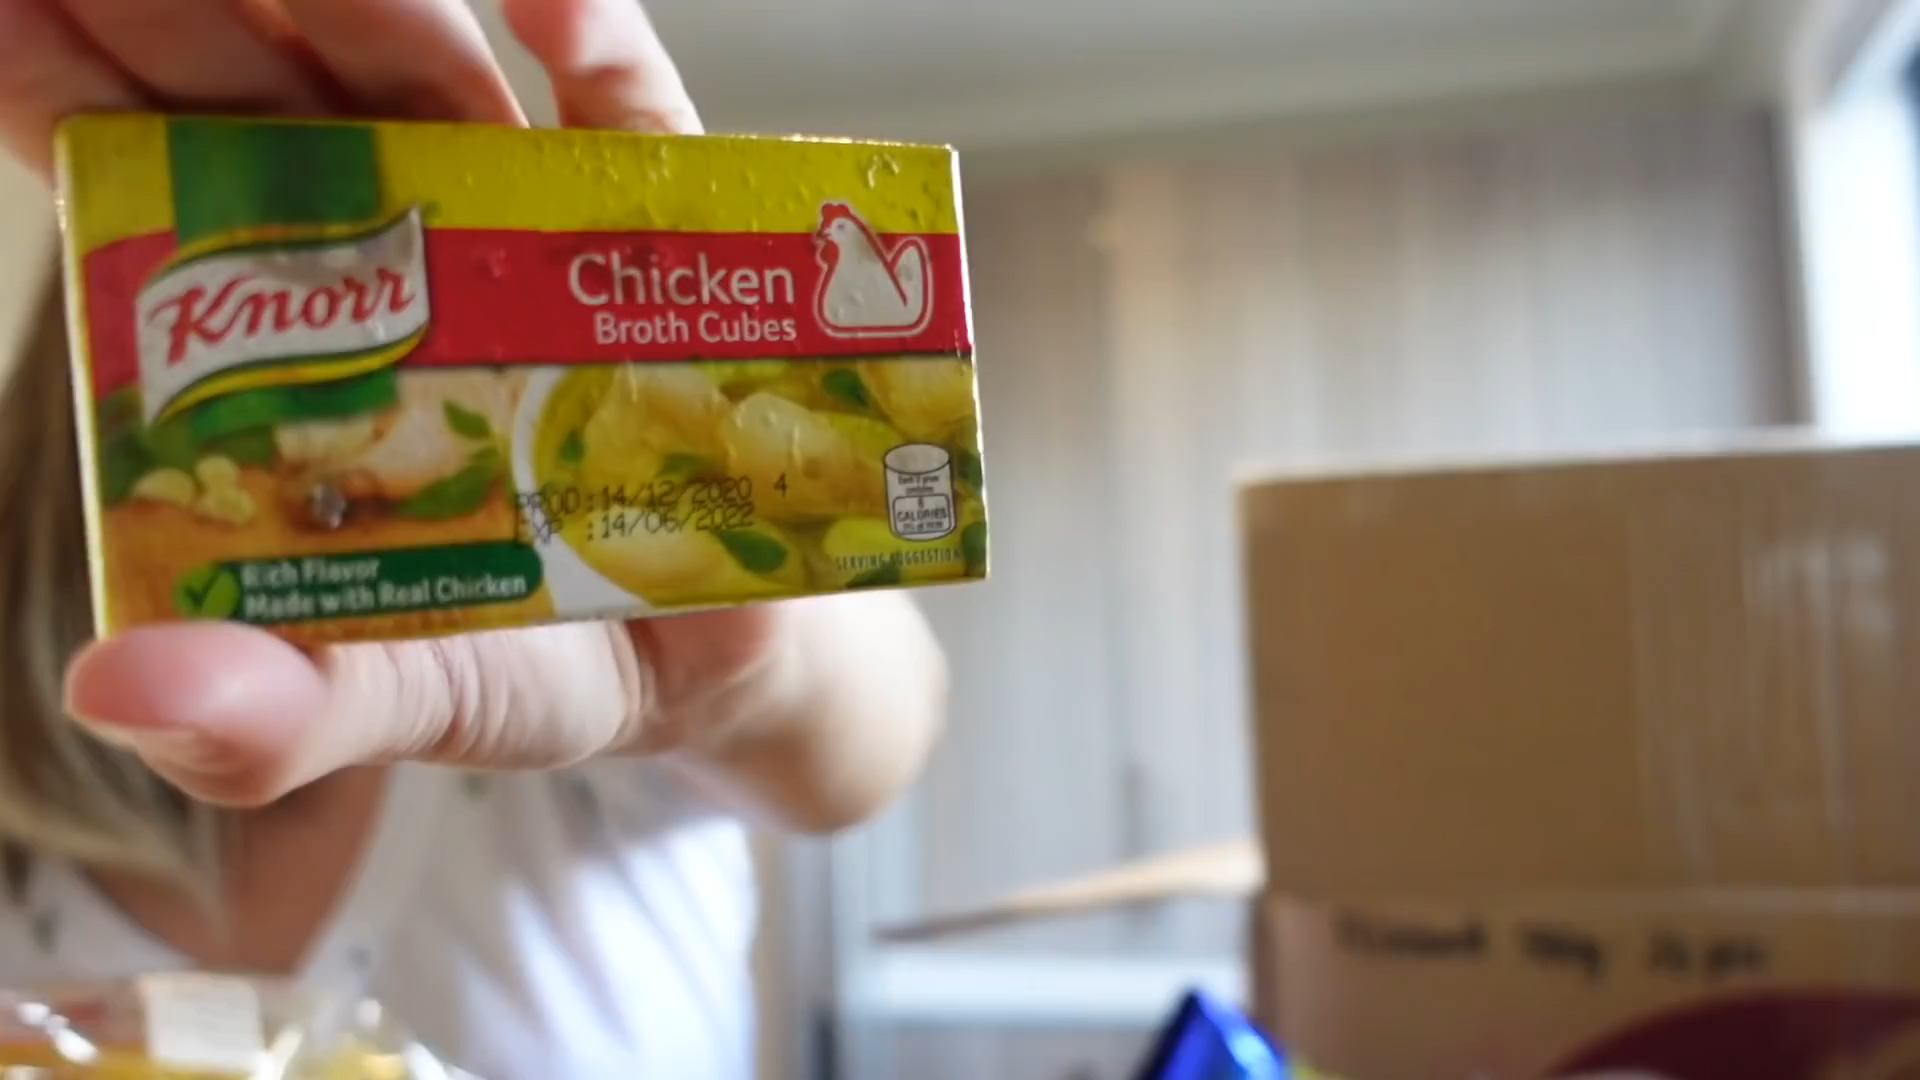 Knorr
Chicken
Broth Cubes
PROD:14/12/2020 4
EXP :14/06/2022
CALORIES
SERVING SUGGESTION
Rich Flavor
Made with Real Chicken